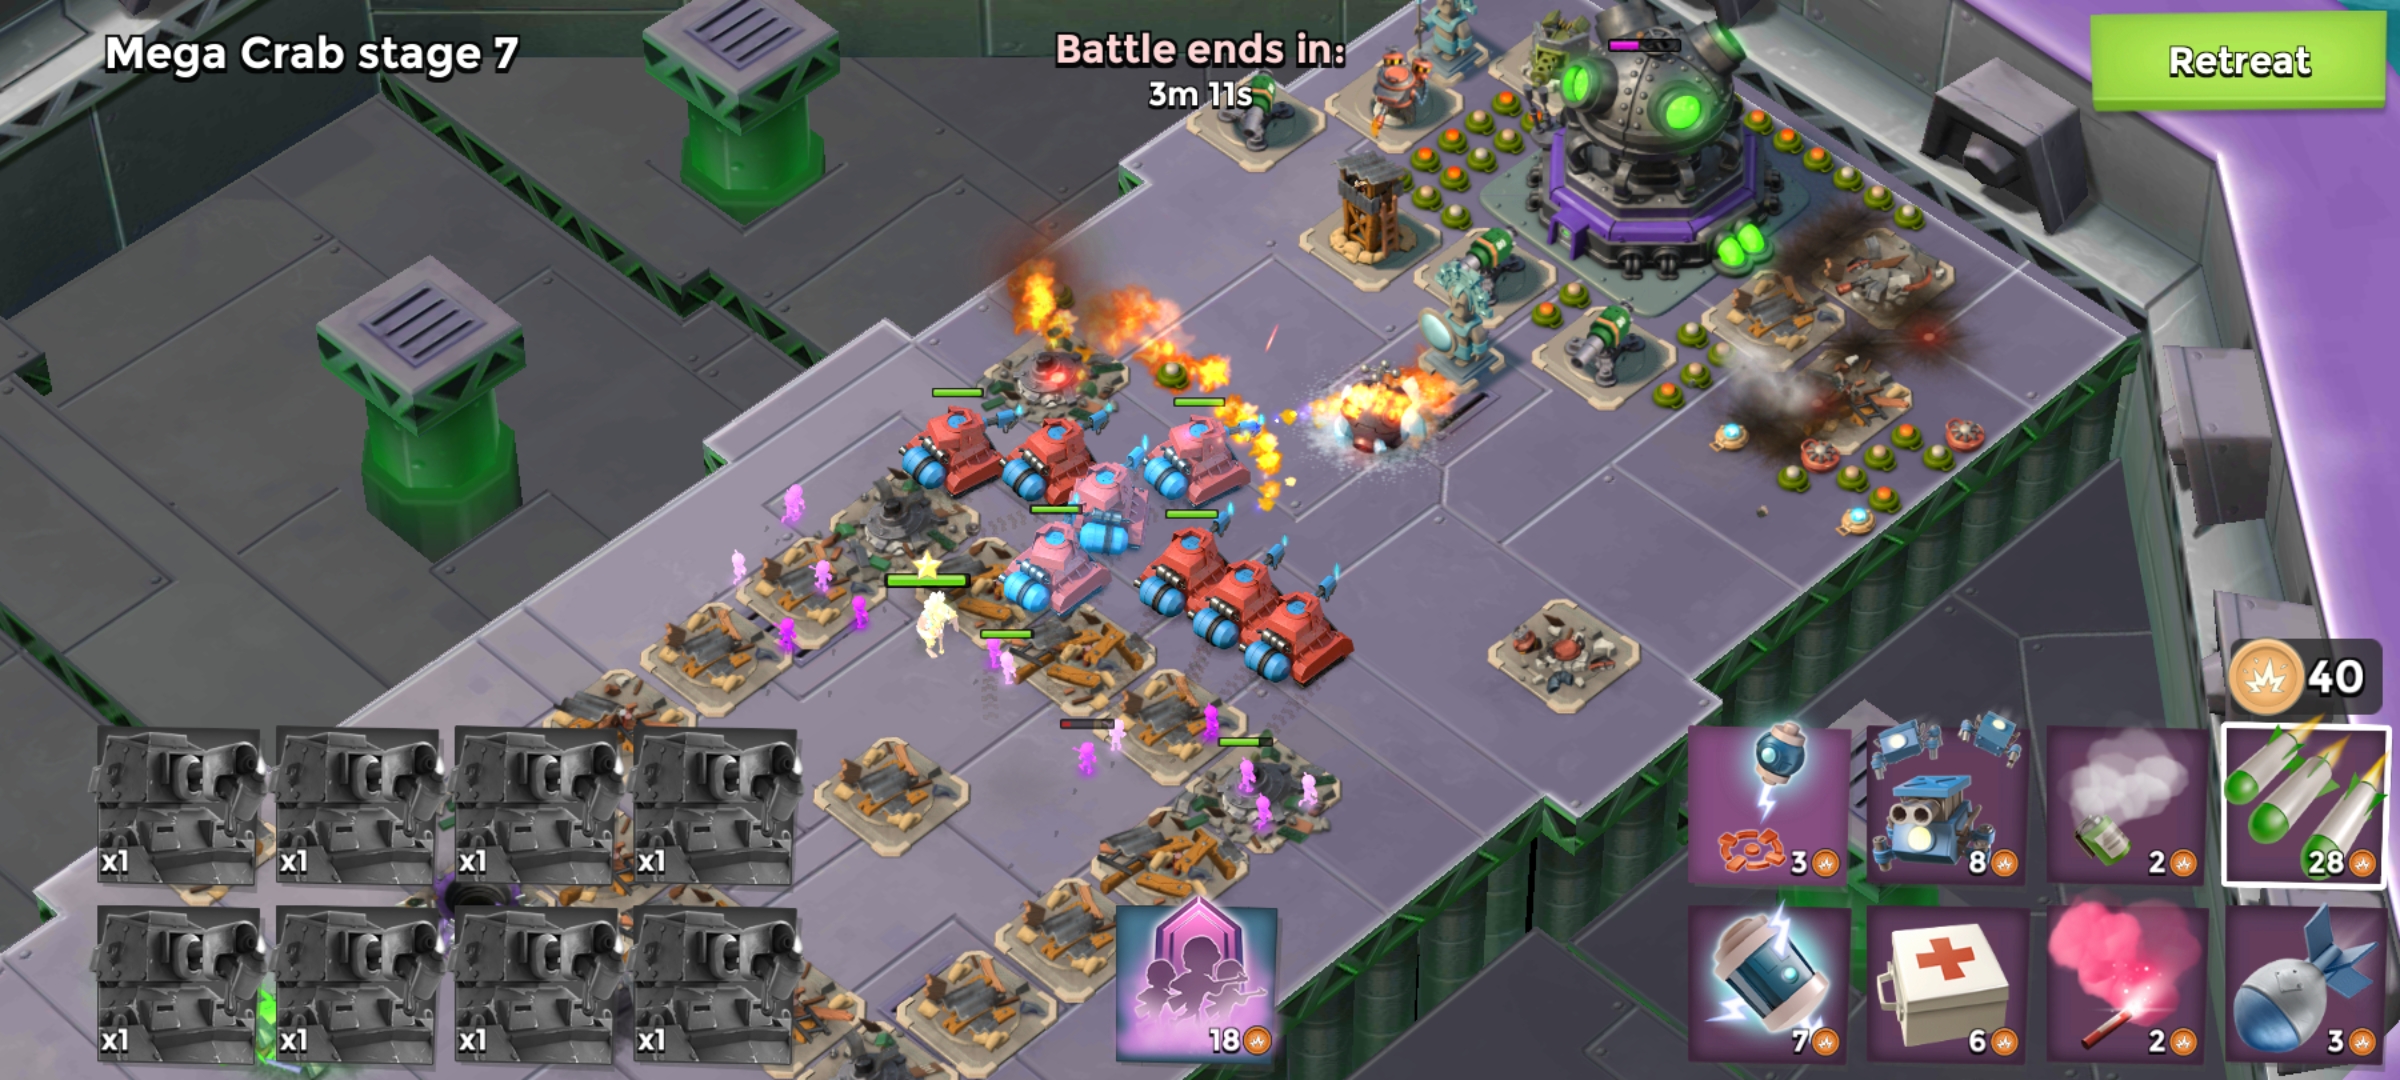 Mega Crab stage 7
Battle ends in:
3m 11s
Retreat
40
x1 x1 x1 x1
3 8 2 28
x1 x1 x1 x1
18
7 6 2 3